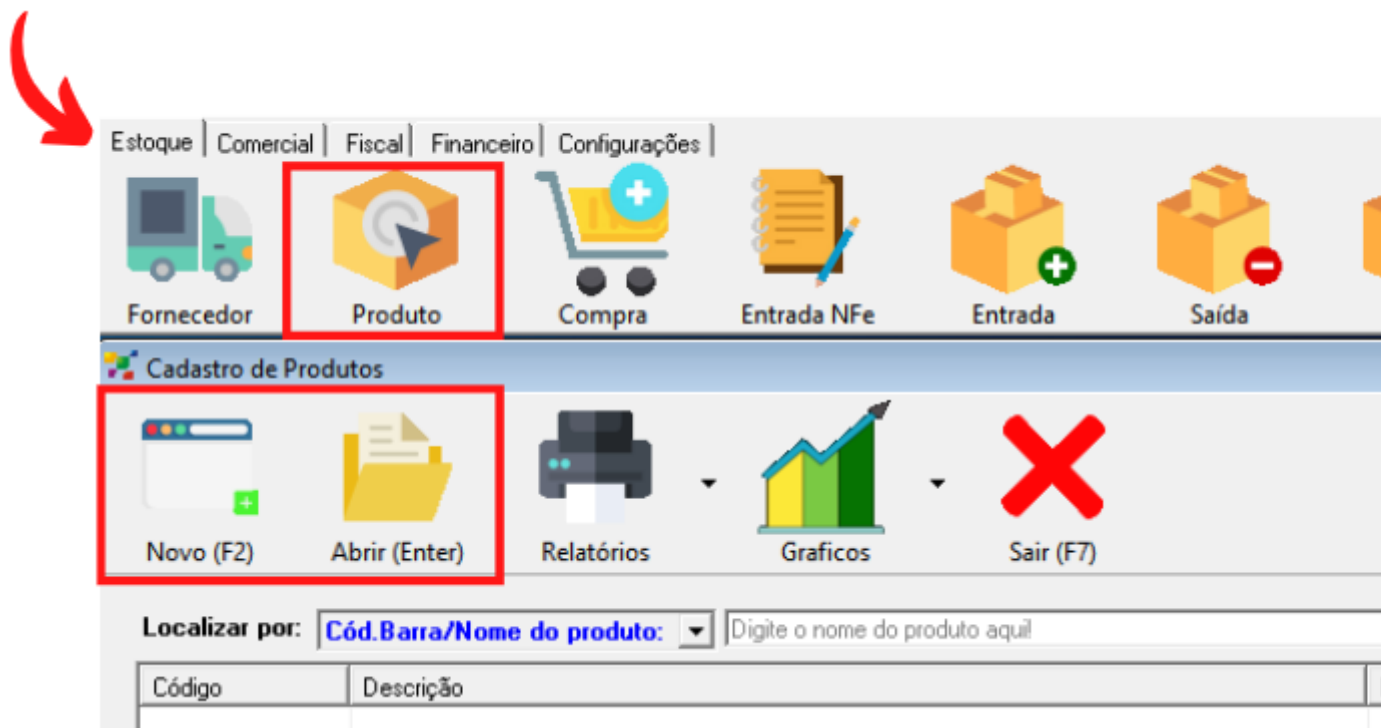 Estoque Comercial Fiscal Financeiro Configurações
Fornecedor Produto Compra Entrada NFe Entrada Saída
Cadastro de Produtos
Novo (F2) Abrir (Enter) Relatórios Graficos Sair (F7)
Localizar por: Cód.Barra/Nome do produto: Digite o nome do produto aqui!
Código Descrição